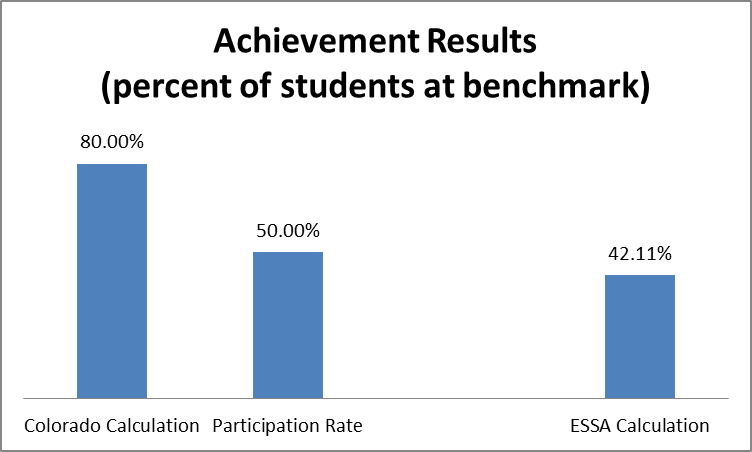 Achievement Results
(percent of students at benchmark)
80.00%
50.00%
42.11%
Colorado Calculation
Participation Rate
ESSA Calculation